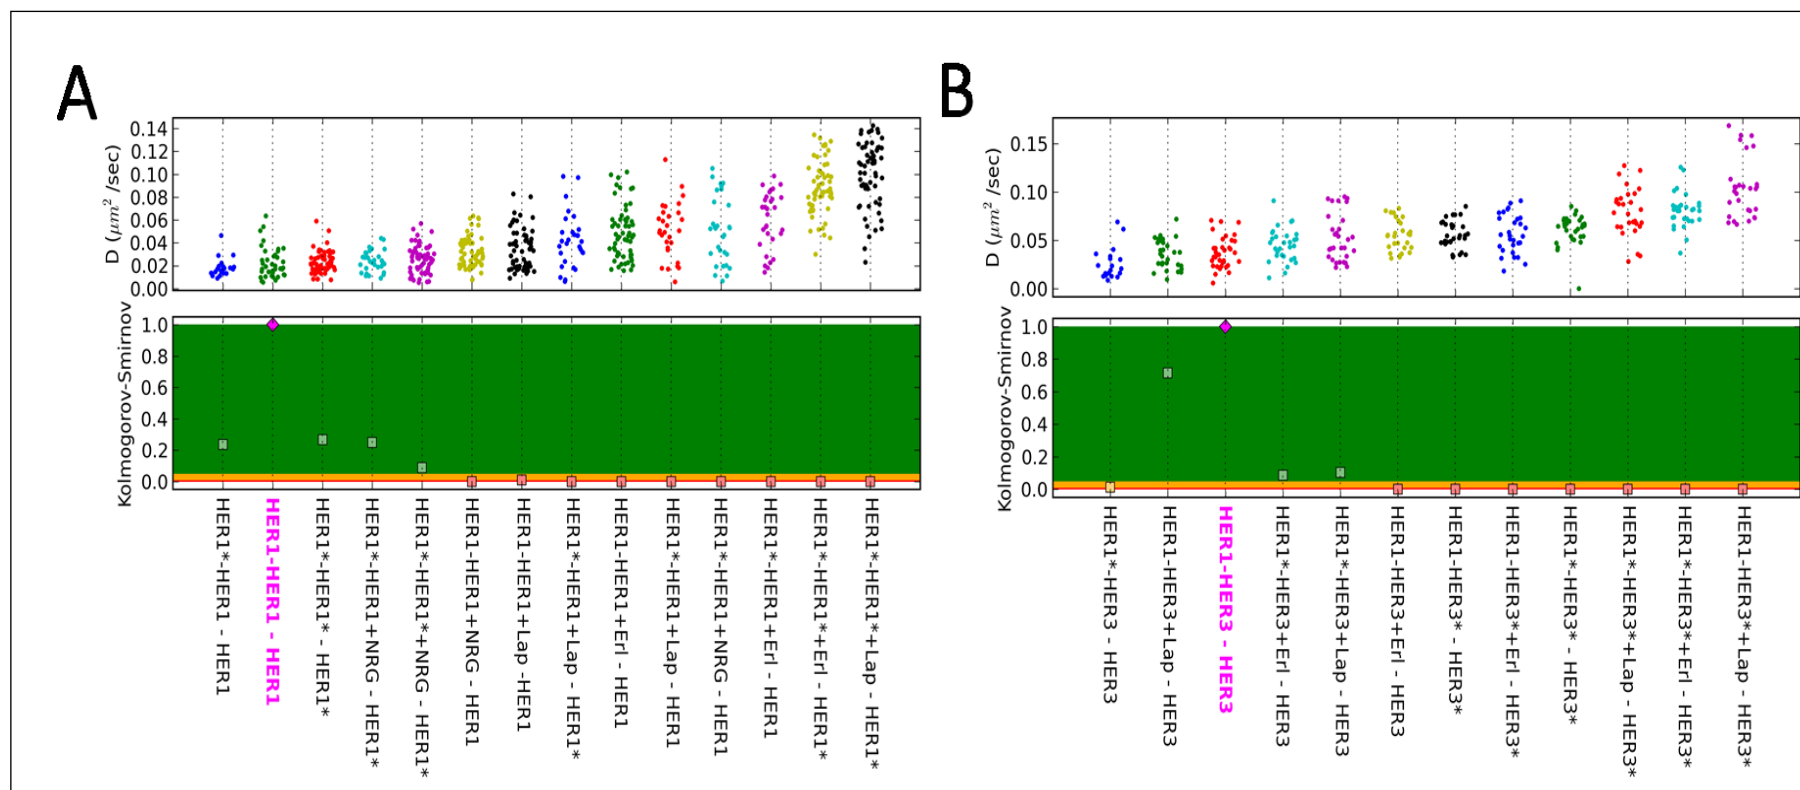 A
B
D (μm² /sec)
0.14
0.12
0.10
0.08
0.06
0.04
0.02
0.00
Kolmogorov-Smirnov
1.0
0.8
0.6
0.4
0.2
0.0
HER1*-HER1 - HER1
HER1-HER1 - HER1
HER1*-HER1* - HER1*
HER1*-HER1+NRG - HER1*
HER1*-HER1*+NRG - HER1*
HER1-HER1+NRG - HER1
HER1-HER1+Lap -HER1
HER1*-HER1+Lap - HER1*
HER1-HER1+Erl - HER1
HER1*-HER1+Lap - HER1
HER1*-HER1+NRG - HER1
HER1*-HER1+Erl - HER1
HER1*-HER1*+Erl - HER1*
HER1*-HER1*+Lap - HER1*
D (μm² /sec)
0.15
0.10
0.05
0.00
Kolmogorov-Smirnov
1.0
0.8
0.6
0.4
0.2
0.0
HER1*-HER3 - HER3
HER1-HER3+Lap - HER3
HER1-HER3 - HER3
HER1*-HER3+Erl - HER3
HER1*-HER3+Lap - HER3
HER1-HER3+Erl - HER3
HER1-HER3* - HER3*
HER1-HER3*+Erl - HER3*
HER1*-HER3* - HER3*
HER1*-HER3*+Lap - HER3*
HER1*-HER3*+Erl - HER3*
HER1-HER3*+Lap - HER3*